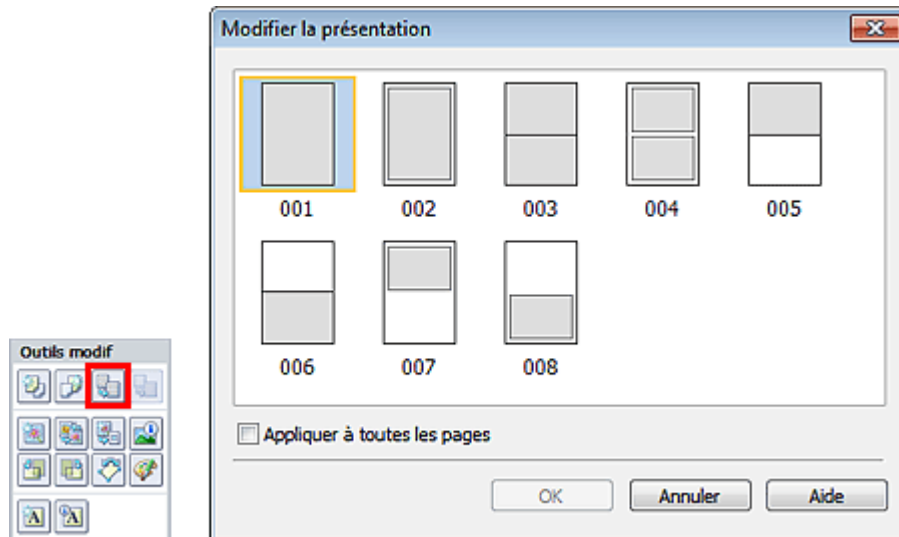 Modifier la présentation
001 002 003 004 005
006 007 008
Appliquer à toutes les pages
OK Annuler Aide
Outils modif
A A